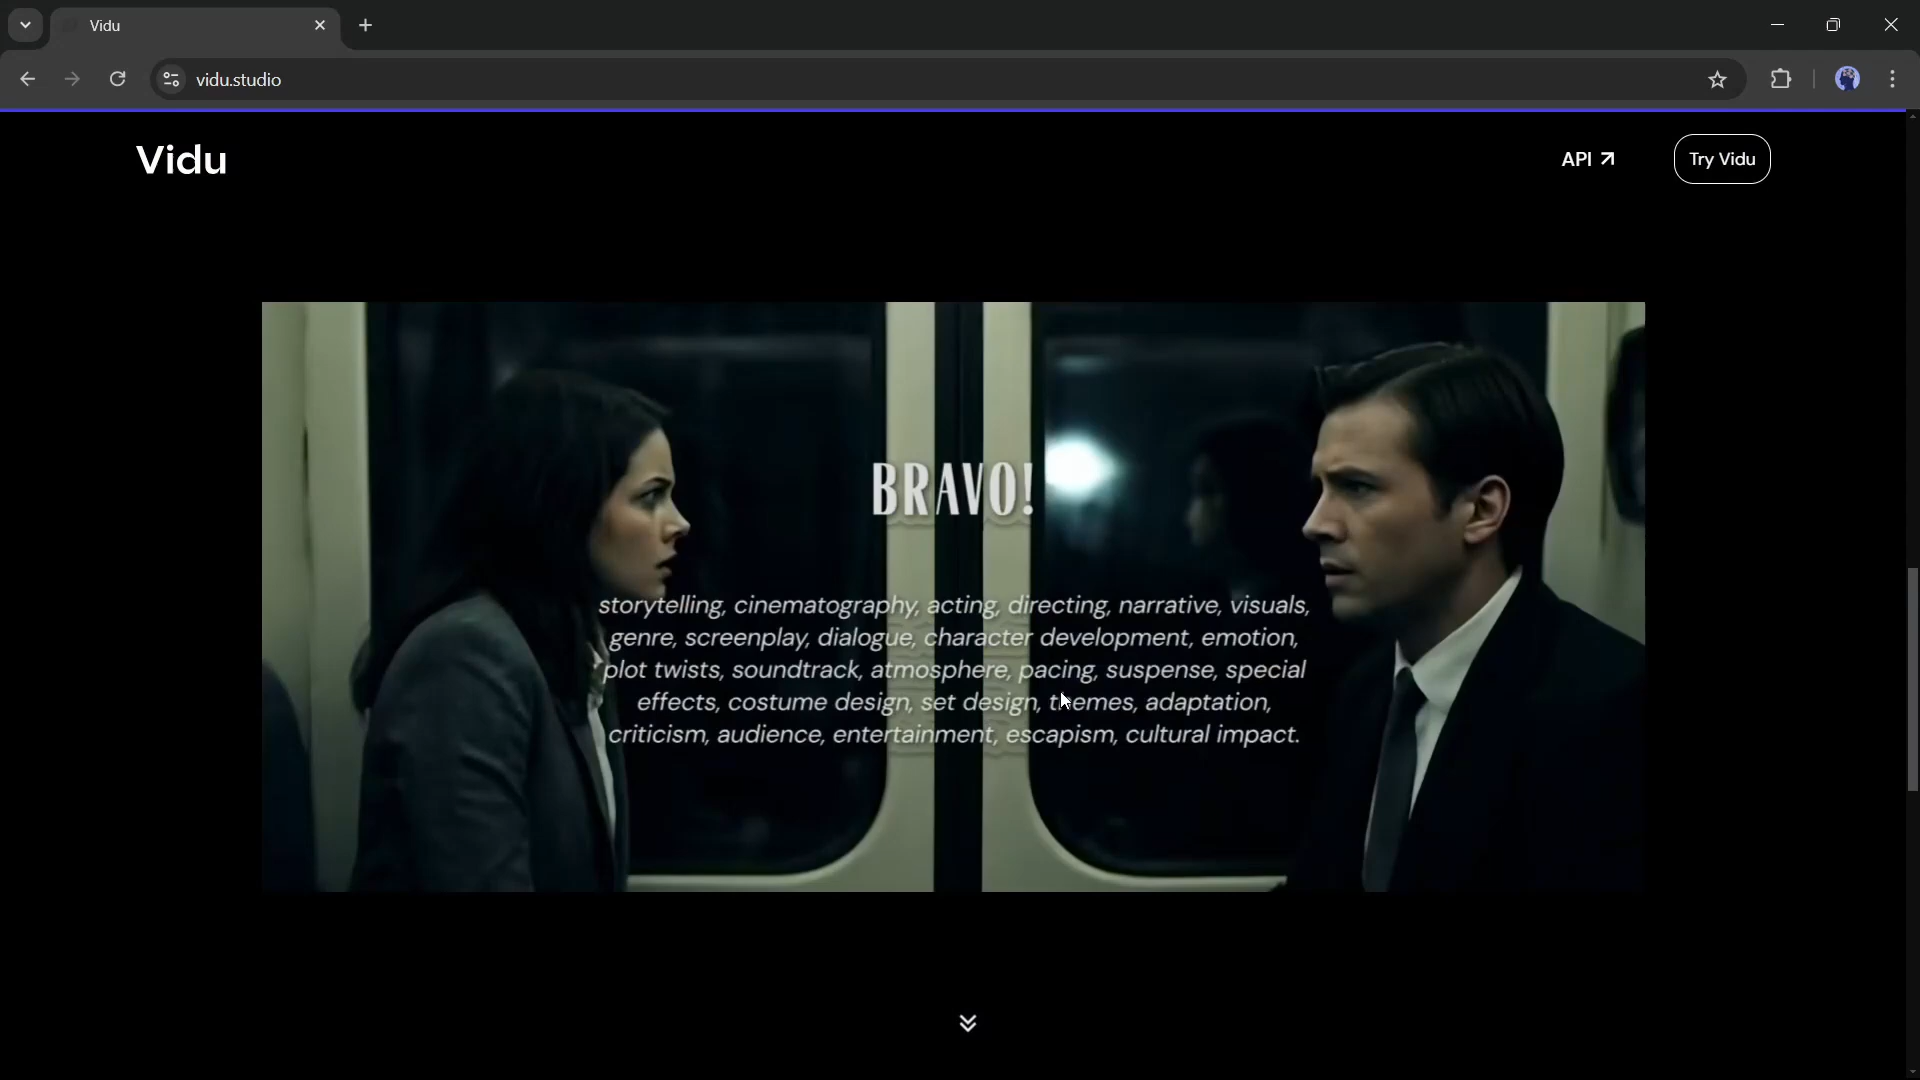 Vidu
vidu.studio
Vidu
API
Try Vidu
BRAVO!
storytelling, cinematography, acting, directing, narrative, visuals,
genre, screenplay, dialogue, character development, emotion,
plot twists, soundtrack, atmosphere, pacing, suspense, special
effects, costume design, set design, themes, adaptation,
criticism, audience, entertainment, escapism, cultural impact.